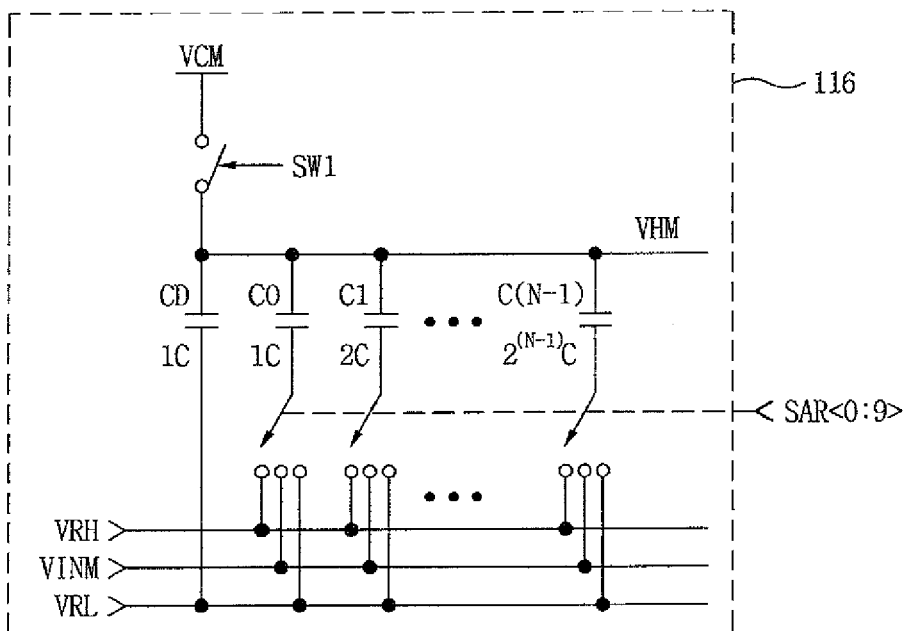 VCM
116
SW1
VHM
CD C0 C1 C(N-1)
1C 1C 2C 2^(N-1)C
SAR<0:9>
VRH
VINM
VRL